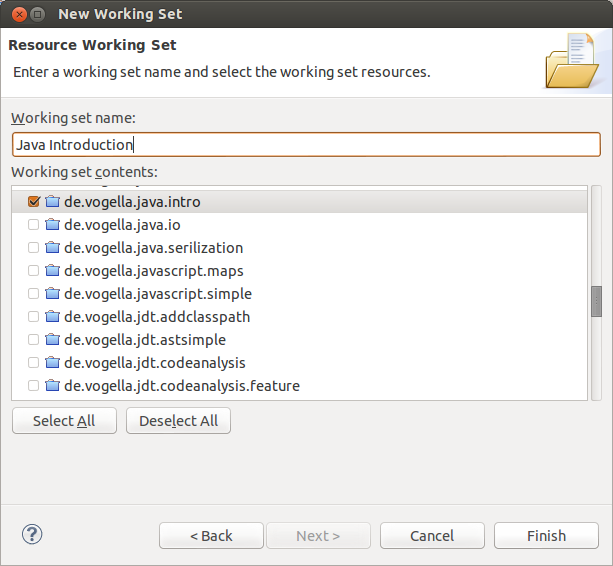 New Working Set
Resource Working Set
Enter a working set name and select the working set resources.
Working set name:
Java Introduction
Working set contents:
de.vogella.java.intro
de.vogella.java.io
de.vogella.java.serilization
de.vogella.javascript.maps
de.vogella.javascript.simple
de.vogella.jdt.addclasspath
de.vogella.jdt.astsimple
de.vogella.jdt.codeanalysis
de.vogella.jdt.codeanalysis.feature
Select All Deselect All
? < Back Next > Cancel Finish